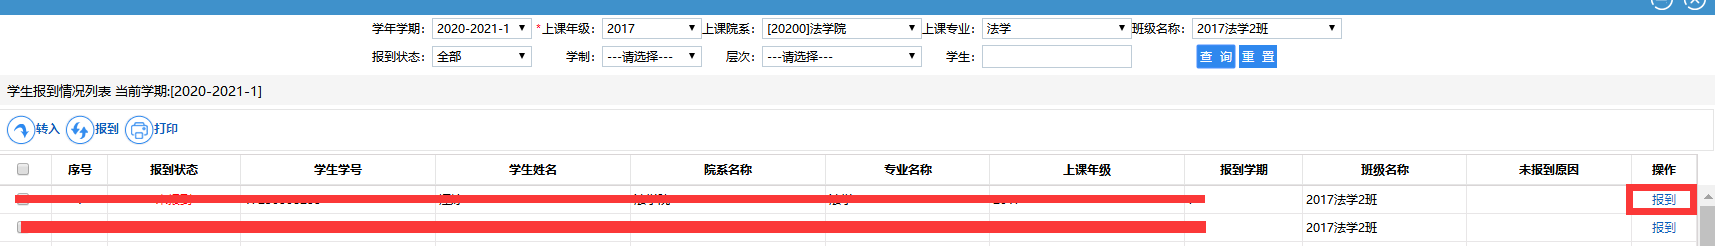 学年学期： 2020-2021-1 *上课年级： 2017 上课院系： [20200]法学院 上课专业： 法学 班级名称： 2017法学2班
报到状态： 全部 学制： ---请选择--- 层次： ---请选择--- 学生： 查 询 重 置
学生报到情况列表 当前学期:[2020-2021-1]
转入 报到 打印
序号 报到状态 学生学号 学生姓名 院系名称 专业名称 上课年级 报到学期 班级名称 未报到原因 操作
2017法学2班 报到
2017法学2班 报到